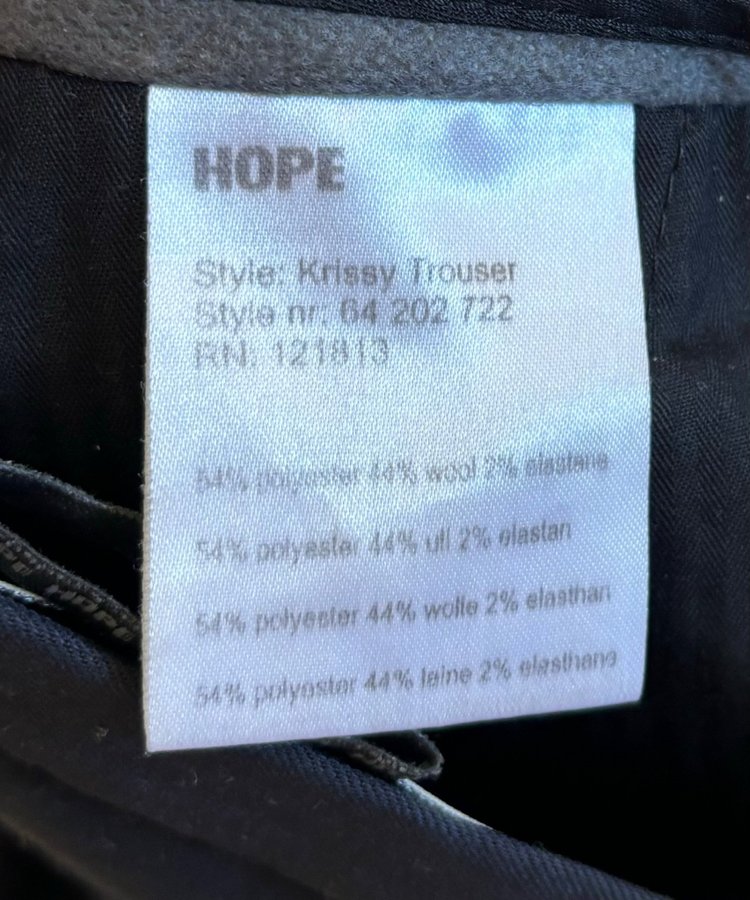 HOPE
Style: Krissy Trouser
Style nr: 64 202 722
RN: 121813
54% polyester 44% wool 2% elastane
54% polyester 44% ull 2% elastan
54% polyester 44% wolle 2% elasthan
54% polyester 44% laine 2% elasthane